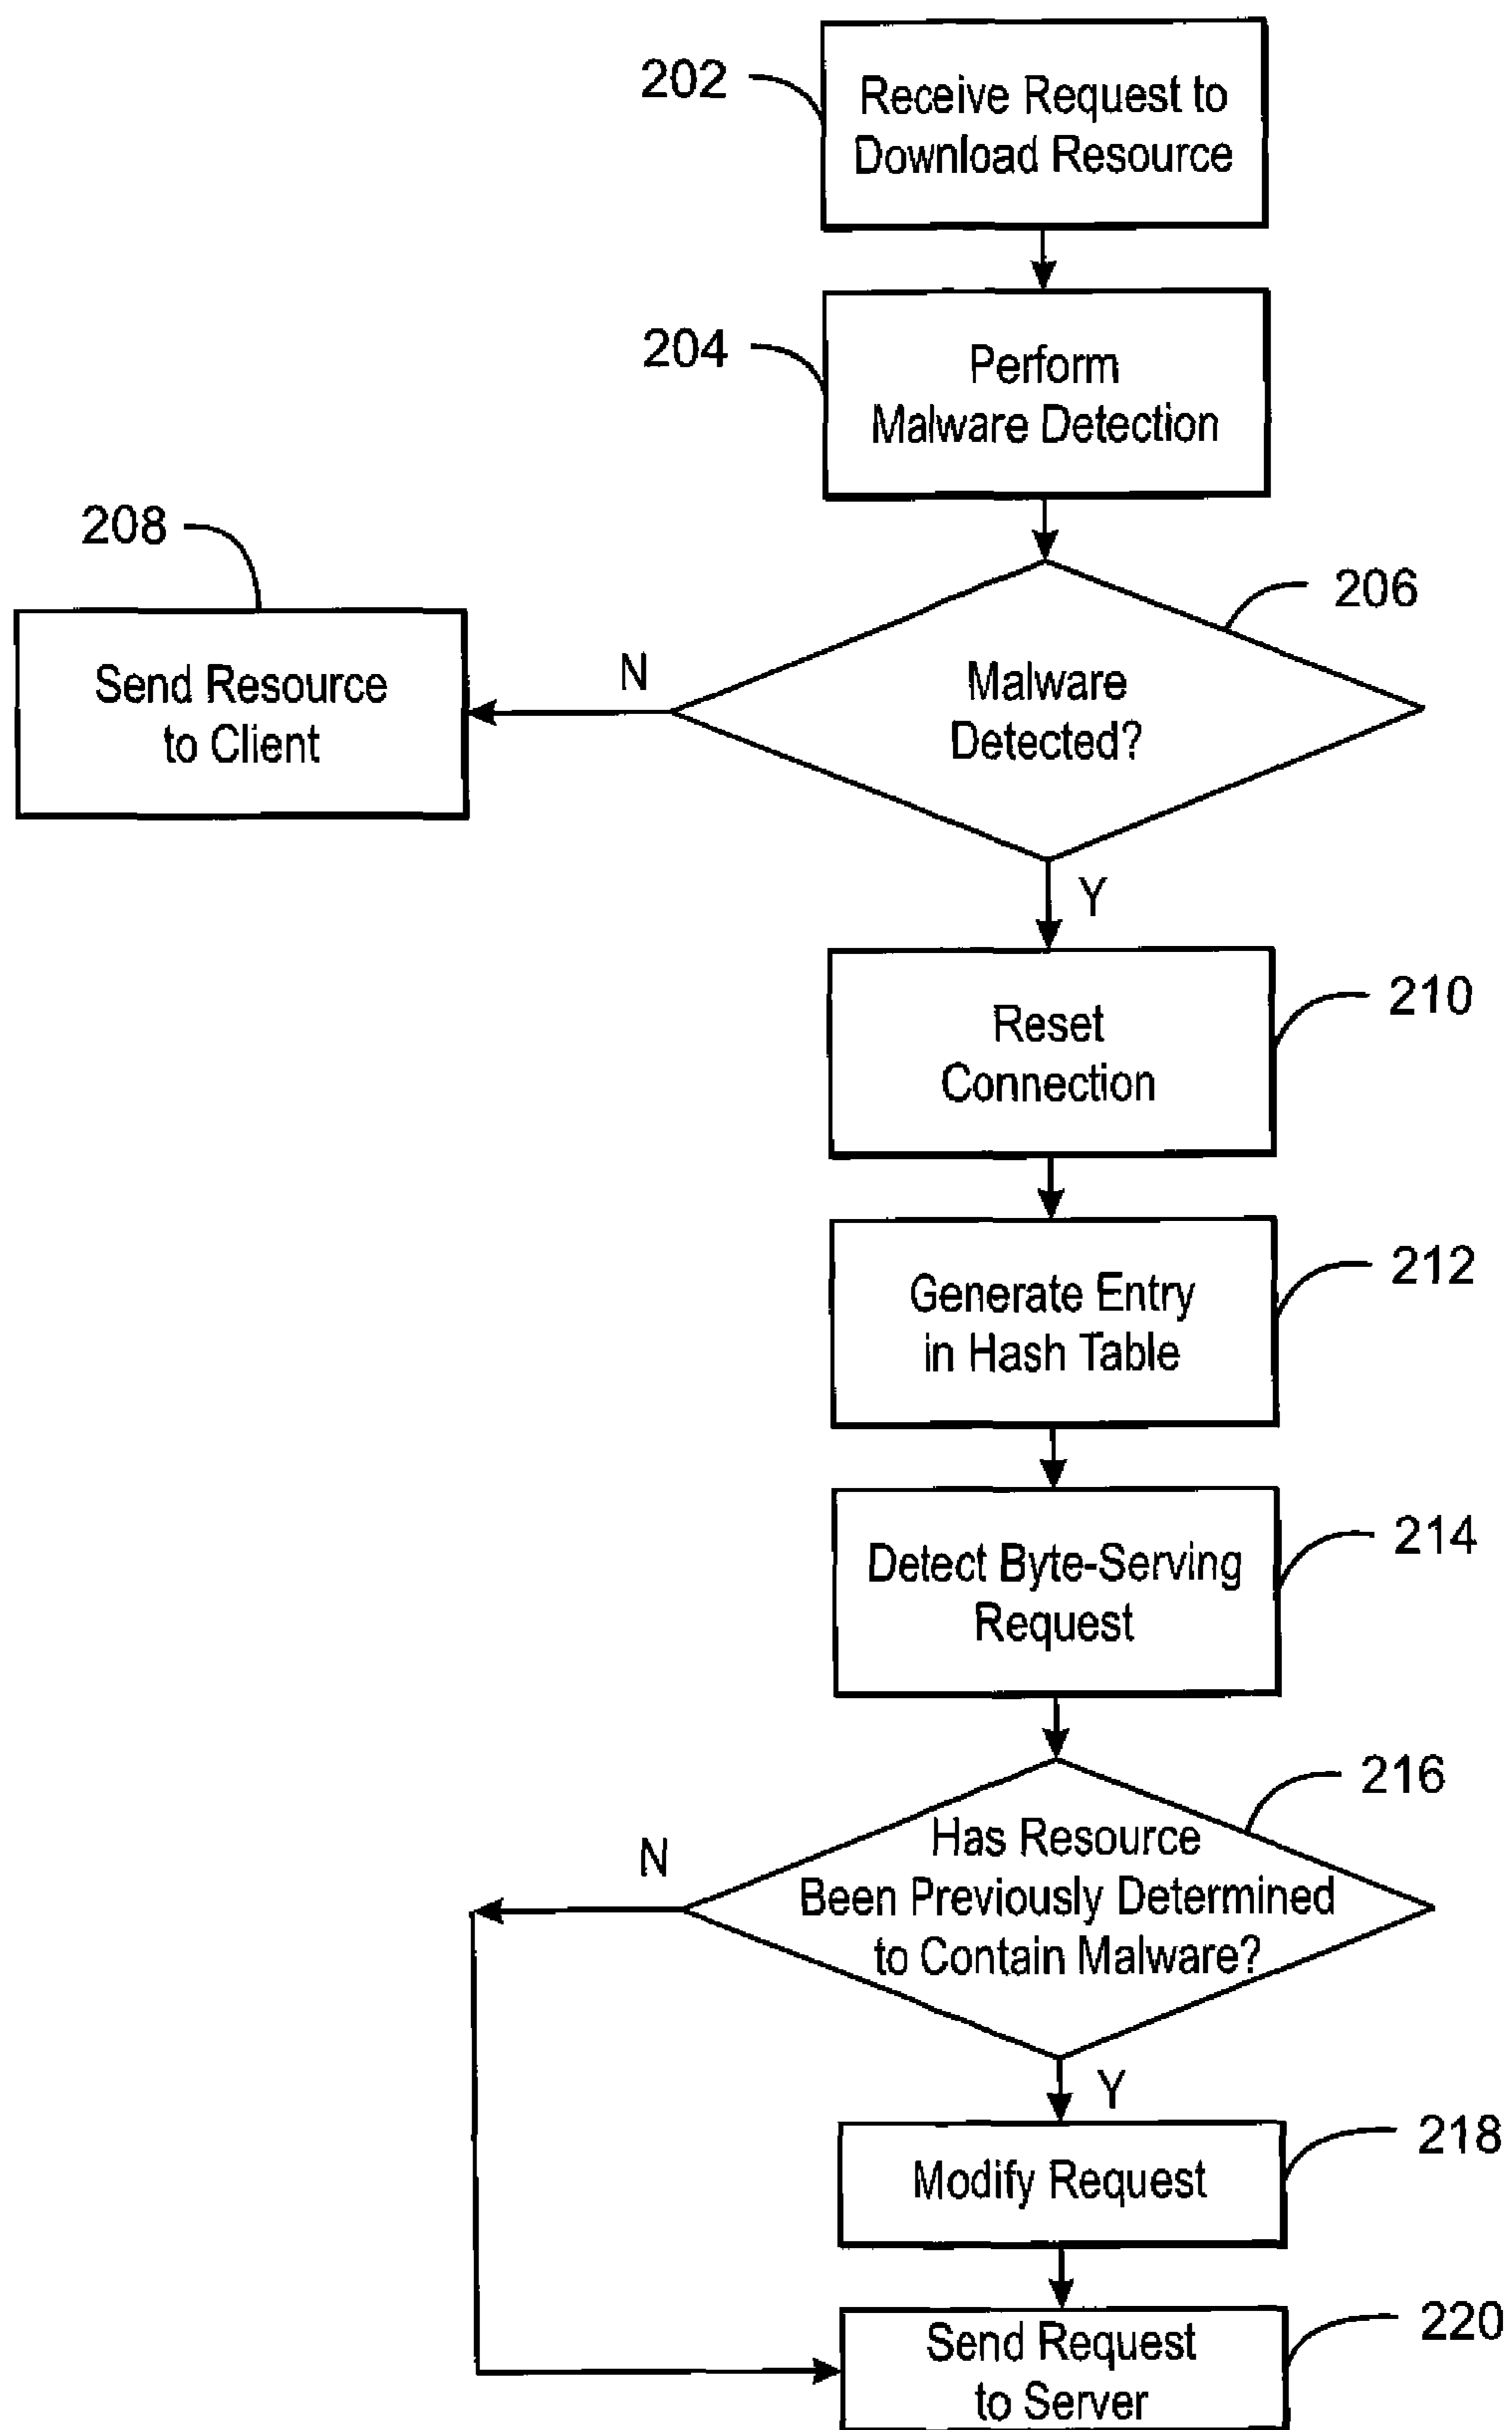 202
Receive Request to
Download Resource
204
Perform
Malware Detection
208
206
Send Resource
to Client
N
Malware
Detected?
Y
210
Reset
Connection
212
Generate Entry
in Hash Table
214
Detect Byte-Serving
Request
216
N
Has Resource
Been Previously Determined
to Contain Malware?
Y
218
Modify Request
220
Send Request
to Server